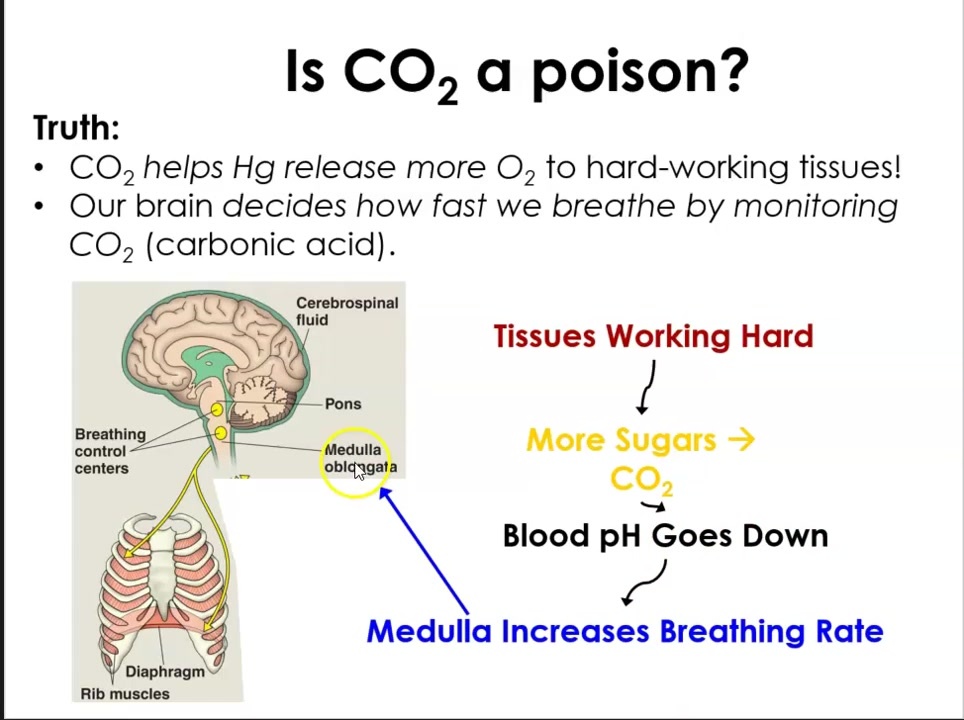 Is CO₂ a poison?
Truth:
• CO₂ helps Hg release more O₂ to hard-working tissues!
• Our brain decides how fast we breathe by monitoring
CO₂ (carbonic acid).
Cerebrospinal
fluid
Pons
Breathing
control
centers
Medulla
oblongata
Diaphragm
Rib muscles
Tissues Working Hard
More Sugars →
CO₂
Blood pH Goes Down
Medulla Increases Breathing Rate